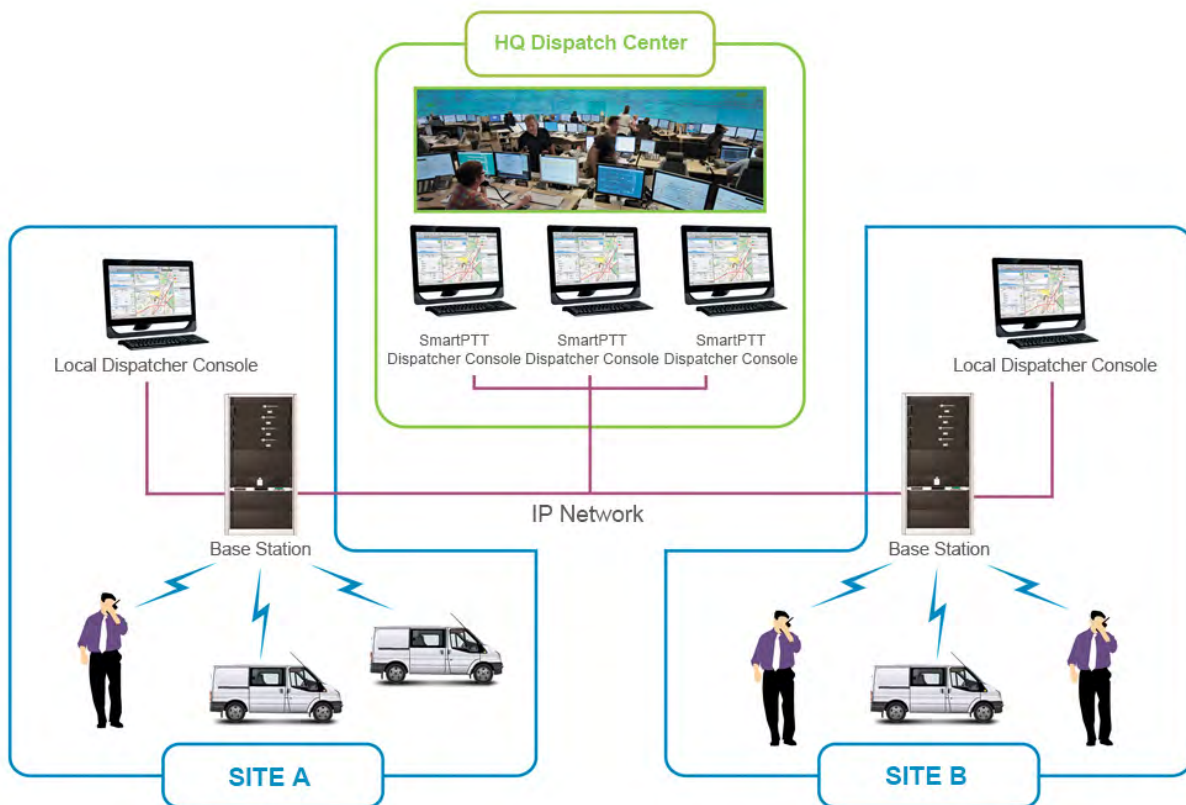 HQ Dispatch Center
SmartPTT
Dispatcher Console
SmartPTT
Dispatcher Console
SmartPTT
Dispatcher Console
Local Dispatcher Console
Local Dispatcher Console
IP Network
Base Station
Base Station
SITE A
SITE B